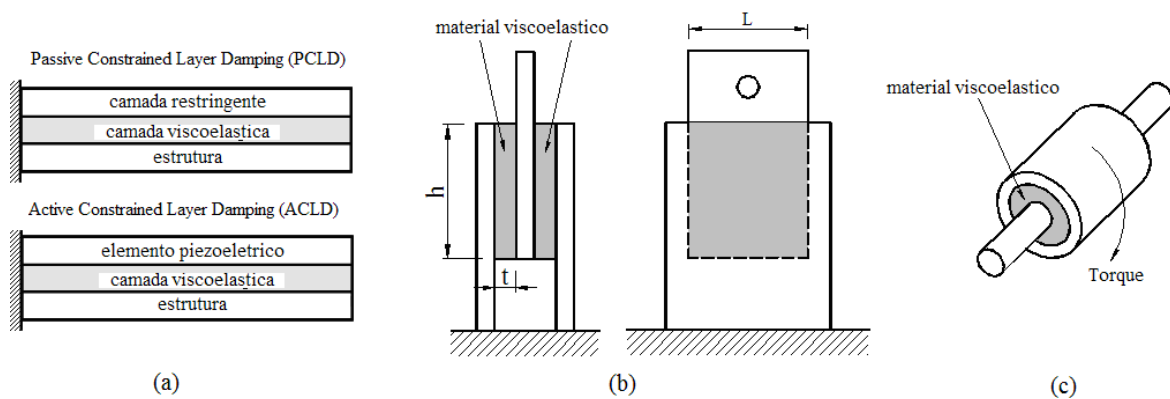 Passive Constrained Layer Damping (PCLD)
camada restringente
camada viscoelastica
estrutura
Active Constrained Layer Damping (ACLD)
elemento piezoeletrico
camada viscoelastica
estrutura
(a)
material viscoelastico
L
h
t
(b)
material viscoelastico
Torque
(c)